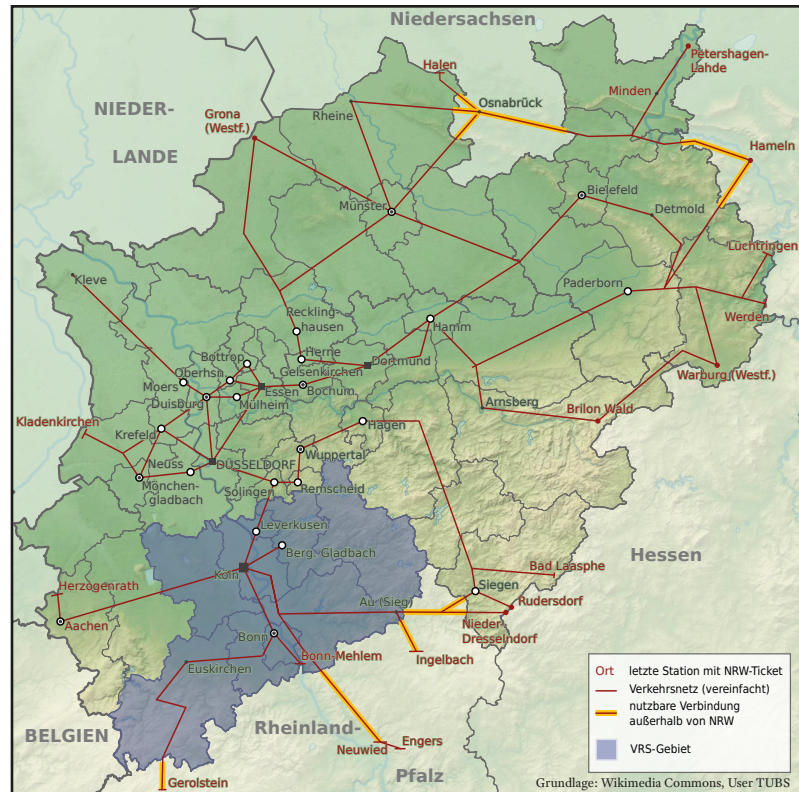 Niedersachsen
Petershagen-
Lahde
Halen
Minden
NIEDER-
LANDE
Osnabrück
Rheine
Grona
(Westf.)
Hameln
Bielefeld
Münster
Detmold
Lüchtringen
Kleve
Paderborn
Reckling-
hausen
Hamm
Werden
Bottrop
Herne
Dortmund
Oberhsn.
Gelsenkirchen
Moers
Essen
Bochum
Warburg (Westf.)
Duisburg
Mülheim
Arnsberg
Brilon Wald
Kladenkirchen
Krefeld
Hagen
Wuppertal
Neuss
DÜSSELDORF
Mönchen-
gladbach
Solingen
Remscheid
Leverkusen
Berg. Gladbach
Hessen
Köln
Bad Laasphe
Herzogenrath
Siegen
Au (Sieg)
Rudersdorf
Aachen
Nieder-
Dresselndorf
Bonn
Bonn-Mehlem
Ingelbach
Euskirchen
BELGIEN
Rheinland-
Pfalz
Neuwied
Engers
Gerolstein
Ort letzte Station mit NRW-Ticket
Verkehrsnetz (vereinfacht)
nutzbare Verbindung
außerhalb von NRW
VRS-Gebiet
Grundlage: Wikimedia Commons, User TUBS